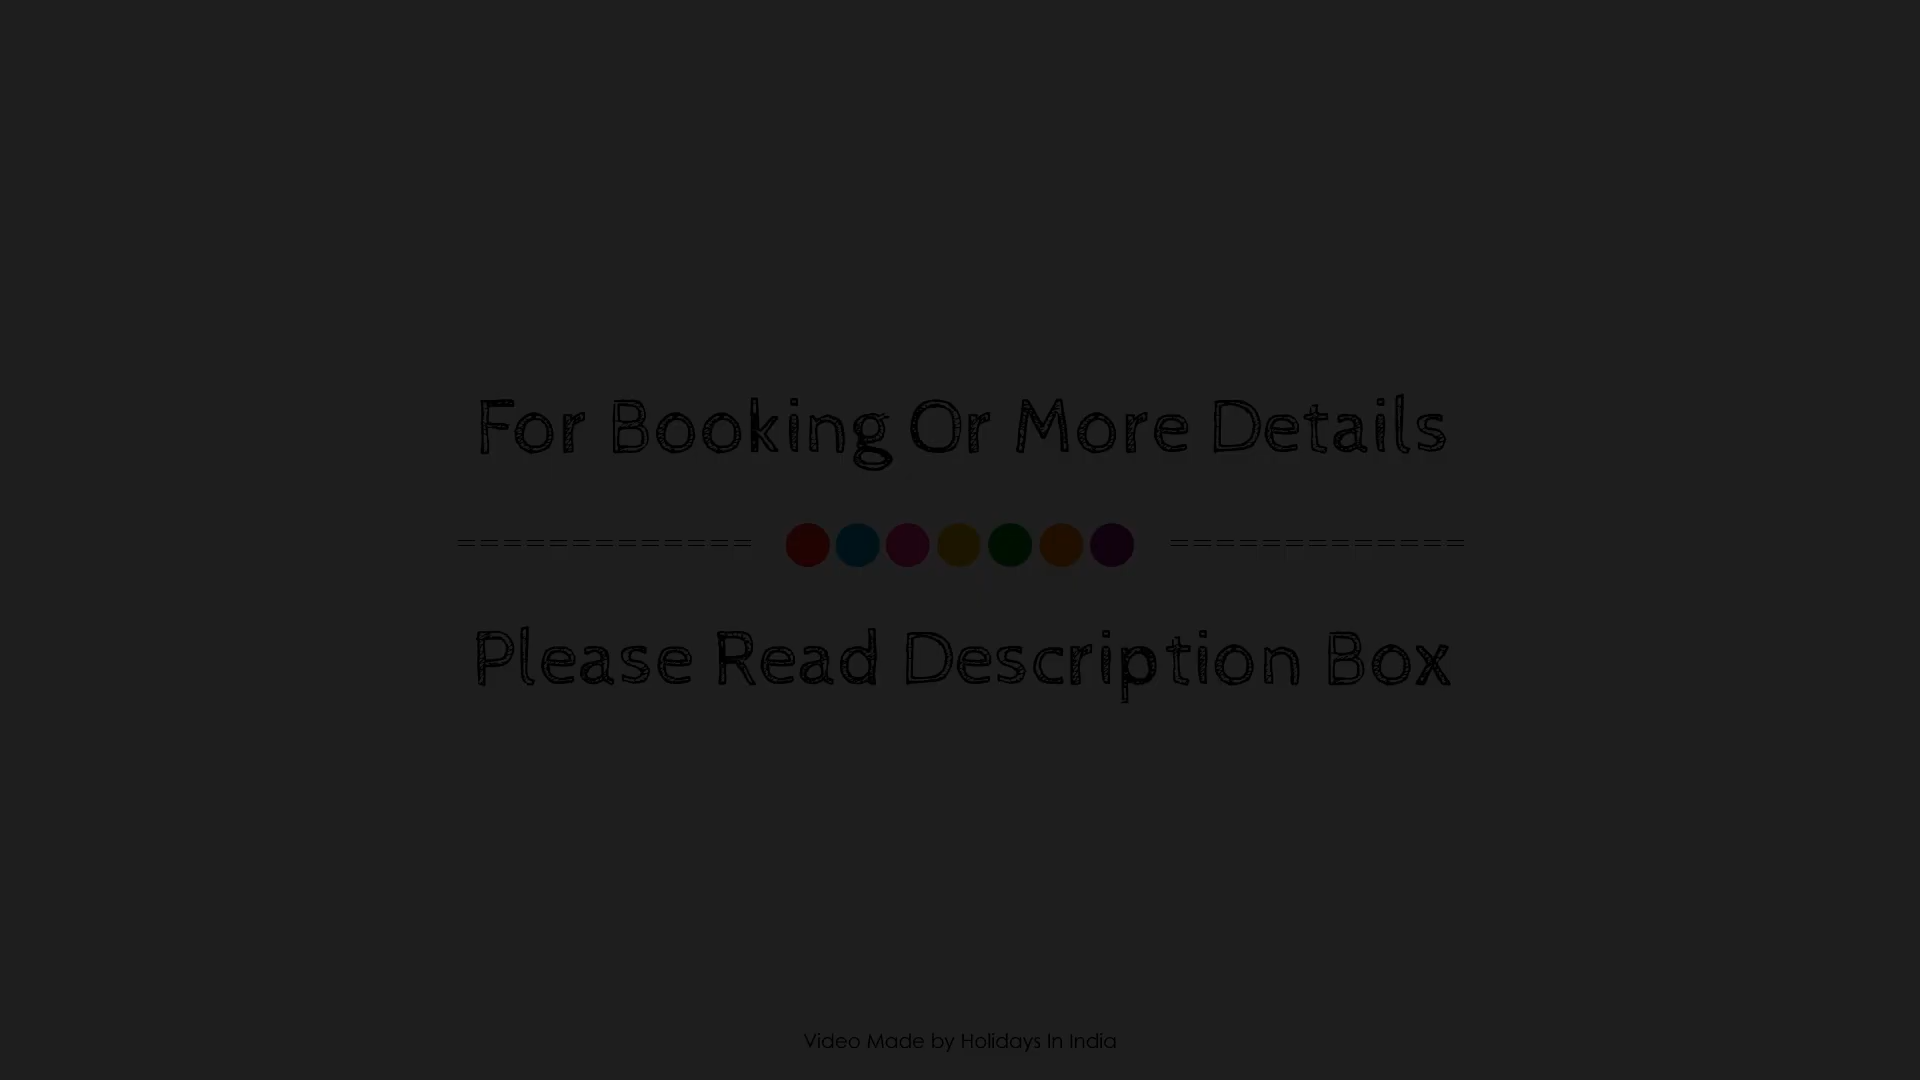 For Booking Or More Details
============= =============
Please Read Description Box
Video Made by Holidays In India